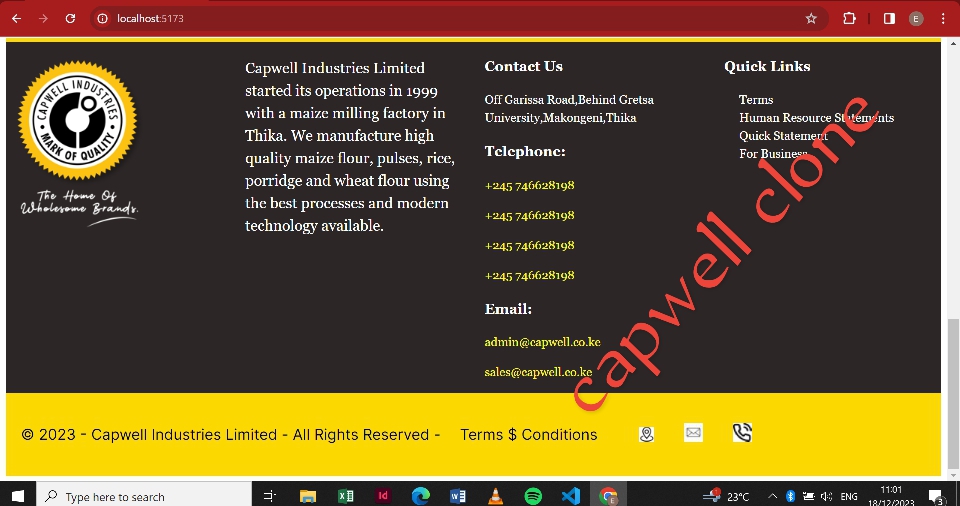 localhost:5173
E
CAPWELL INDUSTRIES
MARK OF QUALITY
The Home Of
Wholesome Brands.
Capwell Industries Limited
started its operations in 1999
with a maize milling factory in
Thika. We manufacture high
quality maize flour, pulses, rice,
porridge and wheat flour using
the best processes and modern
technology available.
Contact Us
Off Garissa Road,Behind Gretsa
University,Makongeni,Thika
Telephone:
+245 746628198
+245 746628198
+245 746628198
+245 746628198
Email:
admin@capwell.co.ke
sales@capwell.co.ke
Quick Links
Terms
Human Resource Statements
Quick Statement
For Business
capwell clone
© 2023 - Capwell Industries Limited - All Rights Reserved -
Terms $ Conditions
Type here to search
23°C
ENG
11:01
18/12/2023
3